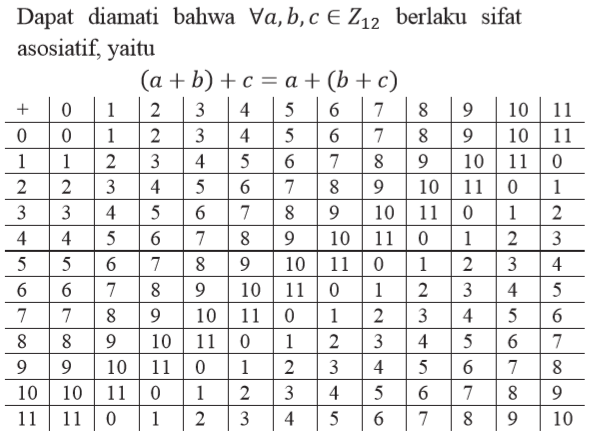 Dapat diamati bahwa ∀a, b, c ∈ Z₁₂ berlaku sifat
asosiatif, yaitu
(a + b) + c = a + (b + c)
+ 0 1 2 3 4 5 6 7 8 9 10 11
0 0 1 2 3 4 5 6 7 8 9 10 11
1 1 2 3 4 5 6 7 8 9 10 11 0
2 2 3 4 5 6 7 8 9 10 11 0 1
3 3 4 5 6 7 8 9 10 11 0 1 2
4 4 5 6 7 8 9 10 11 0 1 2 3
5 5 6 7 8 9 10 11 0 1 2 3 4
6 6 7 8 9 10 11 0 1 2 3 4 5
7 7 8 9 10 11 0 1 2 3 4 5 6
8 8 9 10 11 0 1 2 3 4 5 6 7
9 9 10 11 0 1 2 3 4 5 6 7 8
10 10 11 0 1 2 3 4 5 6 7 8 9
11 11 0 1 2 3 4 5 6 7 8 9 10